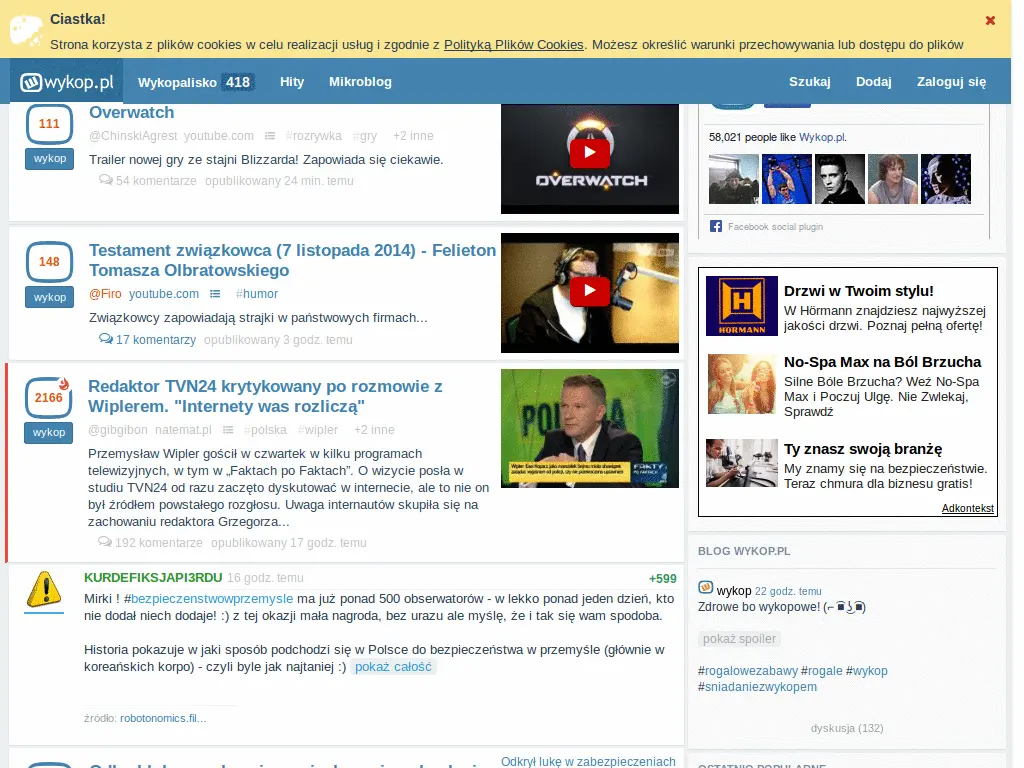 Ciastka!
Strona korzysta z plików cookies w celu realizacji usług i zgodnie z Polityką Plików Cookies. Możesz określić warunki przechowywania lub dostępu do plików
wykop.pl Wykopalisko 418 Hity Mikroblog Szukaj Dodaj Zaloguj się
111
wykop
Overwatch
@ChinskiAgrest youtube.com #rozrywka #gry +2 inne
Trailer nowej gry ze stajni Blizzarda! Zapowiada się ciekawie.
54 komentarze opublikowany 24 min. temu
OVERWATCH
148
wykop
Testament związkowca (7 listopada 2014) - Felieton
Tomasza Olbratowskiego
@Firo youtube.com #humor
Związkowcy zapowiadają strajki w państwowych firmach...
17 komentarzy opublikowany 3 godz. temu
2166
wykop
Redaktor TVN24 krytykowany po rozmowie z
Wiplerem. "Internety was rozliczą"
@gibgibon natemat.pl #polska #wipler +2 inne
Przemysław Wipler gościł w czwartek w kilku programach
telewizyjnych, w tym w „Faktach po Faktach”. O wizycie posła w
studiu TVN24 od razu zaczęto dyskutować w internecie, ale to nie on
był źródłem powstałego rozgłosu. Uwaga internautów skupiła się na
zachowaniu redaktora Grzegorza...
192 komentarze opublikowany 17 godz. temu
FAKTY
KURDEFIKSJAPI3RDU 16 godz. temu +599
Mirki ! #bezpieczenstwowprzemysle ma już ponad 500 obserwatorów - w lekko ponad jeden dzień, kto
nie dodał niech dodaje! :) z tej okazji mała nagroda, bez urazu ale myślę, że i tak się wam spodoba.
Historia pokazuje w jaki sposób podchodzi się w Polsce do bezpieczeństwa w przemyśle (głównie w
koreańskich korpo) - czyli byle jak najtaniej :) pokaż całość
źródło: robotonomics.fil...
Odkrył lukę w zabezpieczeniach
58,021 people like Wykop.pl.
Facebook social plugin
HÖRMANN
Drzwi w Twoim stylu!
W Hörmann znajdziesz najwyższej
jakości drzwi. Poznaj pełną ofertę!
No-Spa Max na Ból Brzucha
Silne Bóle Brzucha? Weź No-Spa
Max i Poczuj Ulgę. Nie Zwlekaj,
Sprawdź
Ty znasz swoją branżę
My znamy się na bezpieczeństwie.
Teraz chmura dla biznesu gratis!
Adkontekst
BLOG WYKOP.PL
wykop 22 godz. temu
Zdrowe bo wykopowe! (⌐ ͡■ ͜ʖ ͡■)
pokaż spoiler
#rogalowezabawy #rogale #wykop
#sniadaniezwykopem
dyskusja (132)
OSTATNIO POPULARNE